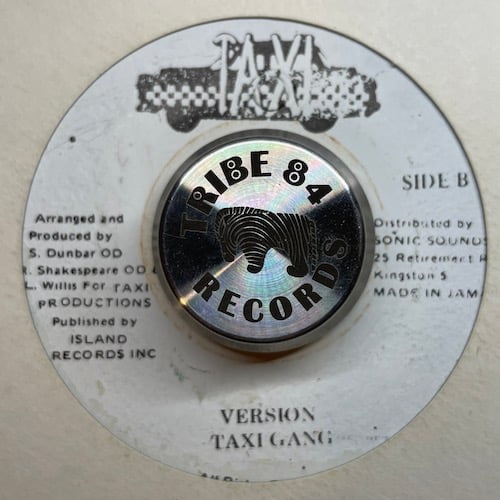 TAXI
TRIBE 84
RECORDS
SIDE B
Arranged and
Produced by
S. Dunbar OD
R. Shakespeare OD &
L. Willis For TAXI
PRODUCTIONS
Published by
ISLAND
RECORDS INC
Distributed by
SONIC SOUNDS
25 Retirement R
Kingston 5
MADE IN JAM
VERSION
TAXI GANG